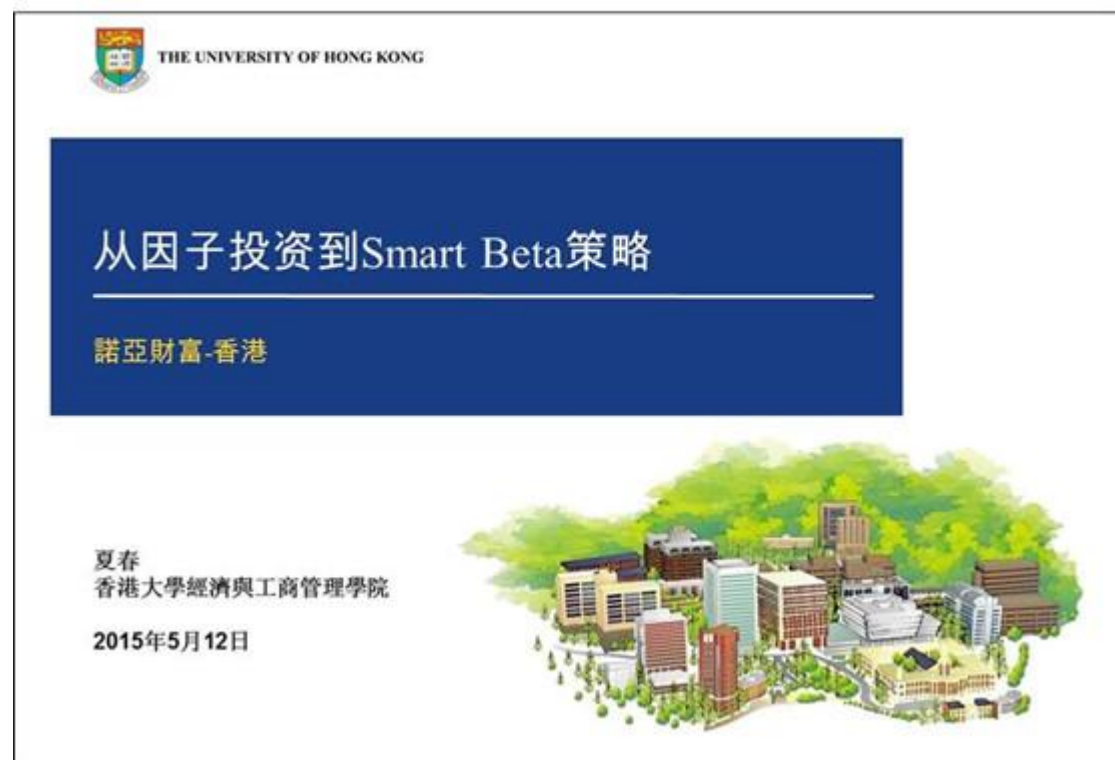 THE UNIVERSITY OF HONG KONG
从因子投资到Smart Beta策略
諾亞財富-香港
夏春
香港大學經濟與工商管理學院
2015年5月12日